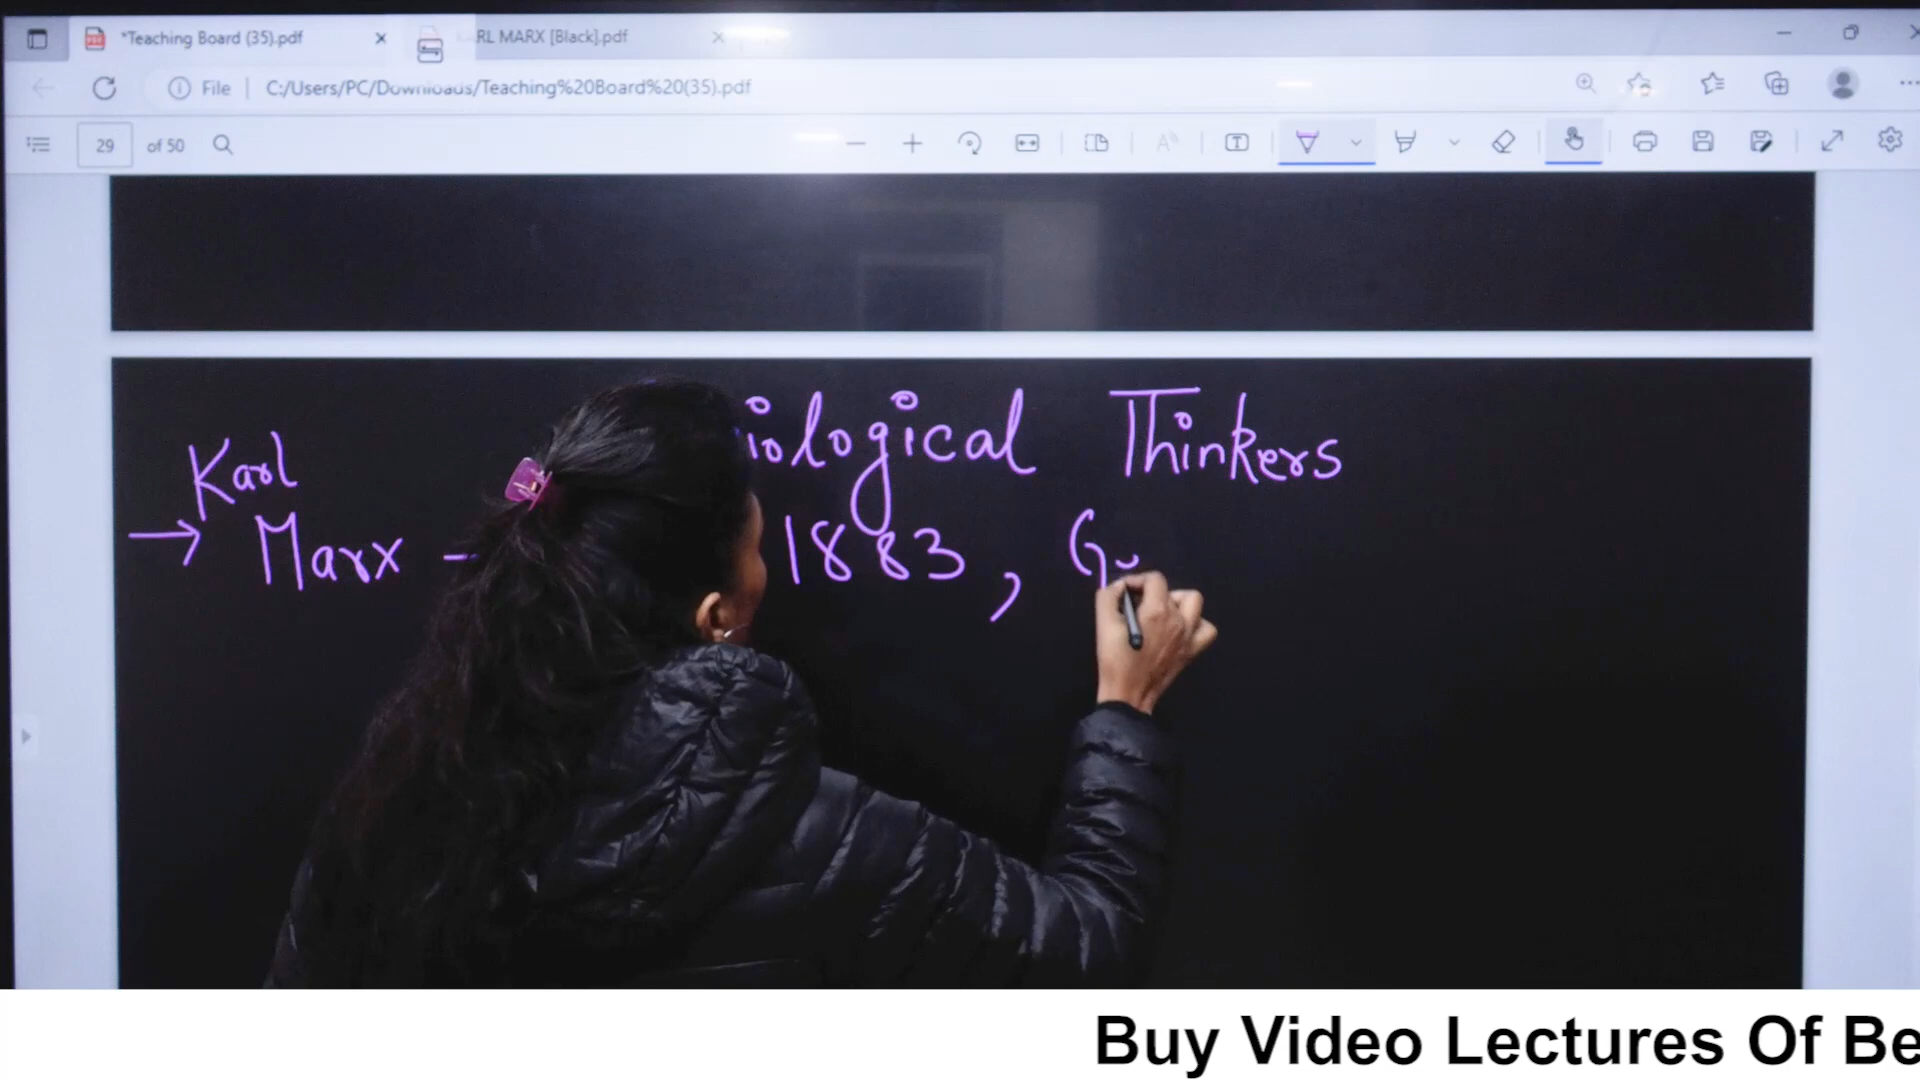 *Teaching Board (35).pdf
RL MARX [Black].pdf
File C:/Users/PC/Downloads/Teaching%20Board%20(35).pdf
29 of 50
iological Thinkers
Karl
→ Marx - 1883, G
Buy Video Lectures Of Be